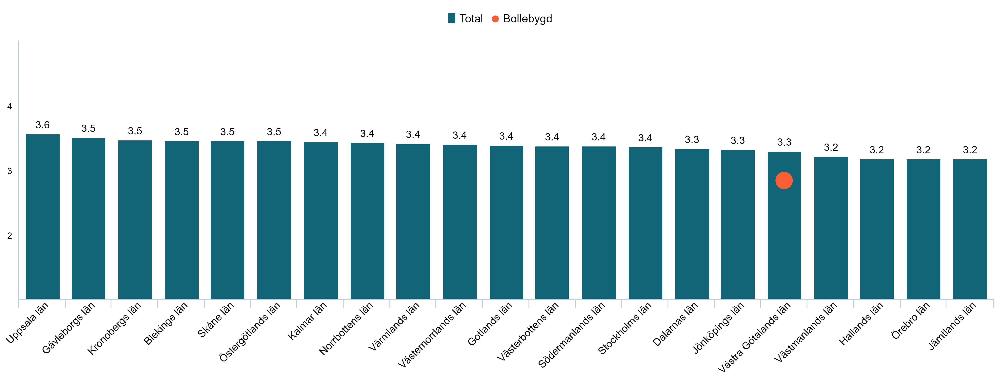 Total Bollebygd
4
3
2
3.6 3.5 3.5 3.5 3.5 3.5 3.4 3.4 3.4 3.4 3.4 3.4 3.4 3.4 3.3 3.3 3.3 3.2 3.2 3.2 3.2
Uppsala län
Gävleborgs län
Kronobergs län
Blekinge län
Skåne län
Östergötlands län
Kalmar län
Norrbottens län
Värmlands län
Västernorrlands län
Gotlands län
Västerbottens län
Södermanlands län
Stockholms län
Dalarnas län
Jönköpings län
Västra Götalands län
Västmanlands län
Hallands län
Örebro län
Jämtlands län